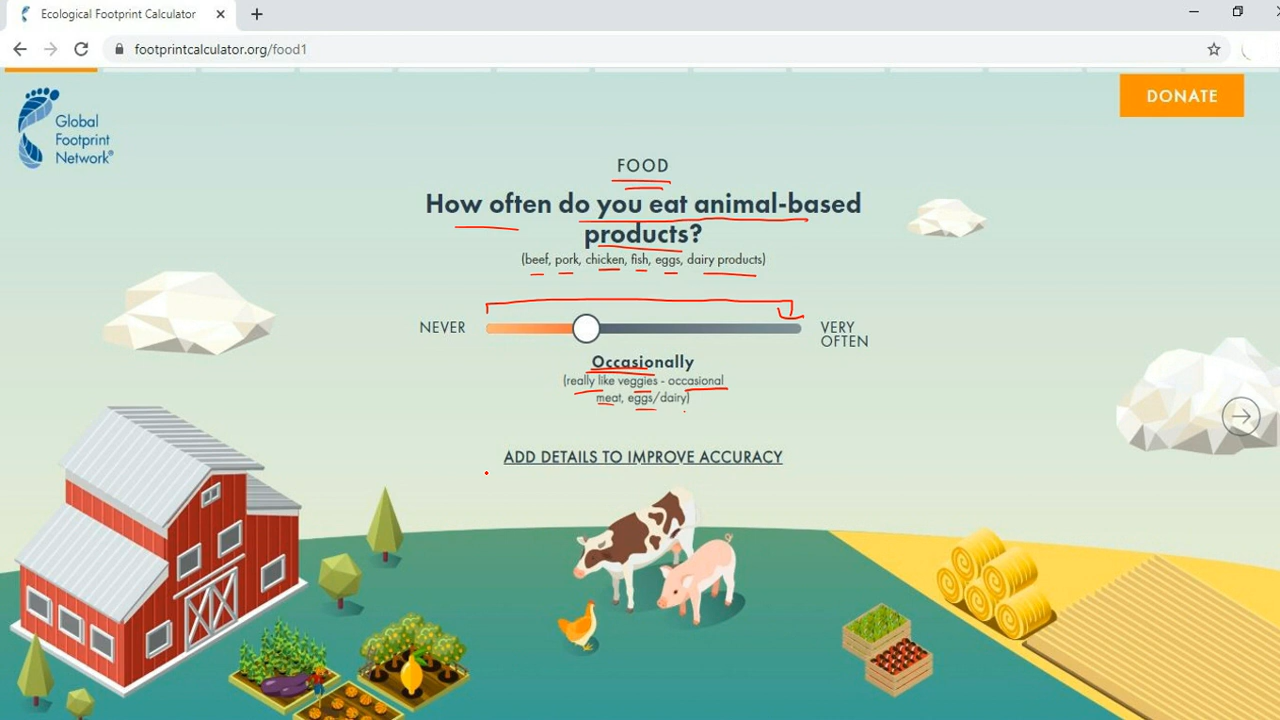 Ecological Footprint Calculator
footprintcalculator.org/food1
DONATE
Global
Footprint
Network®
FOOD
How often do you eat animal-based
products?
(beef, pork, chicken, fish, eggs, dairy products)
NEVER
VERY
OFTEN
Occasionally
(really like veggies - occasional
meat, eggs/dairy)
ADD DETAILS TO IMPROVE ACCURACY